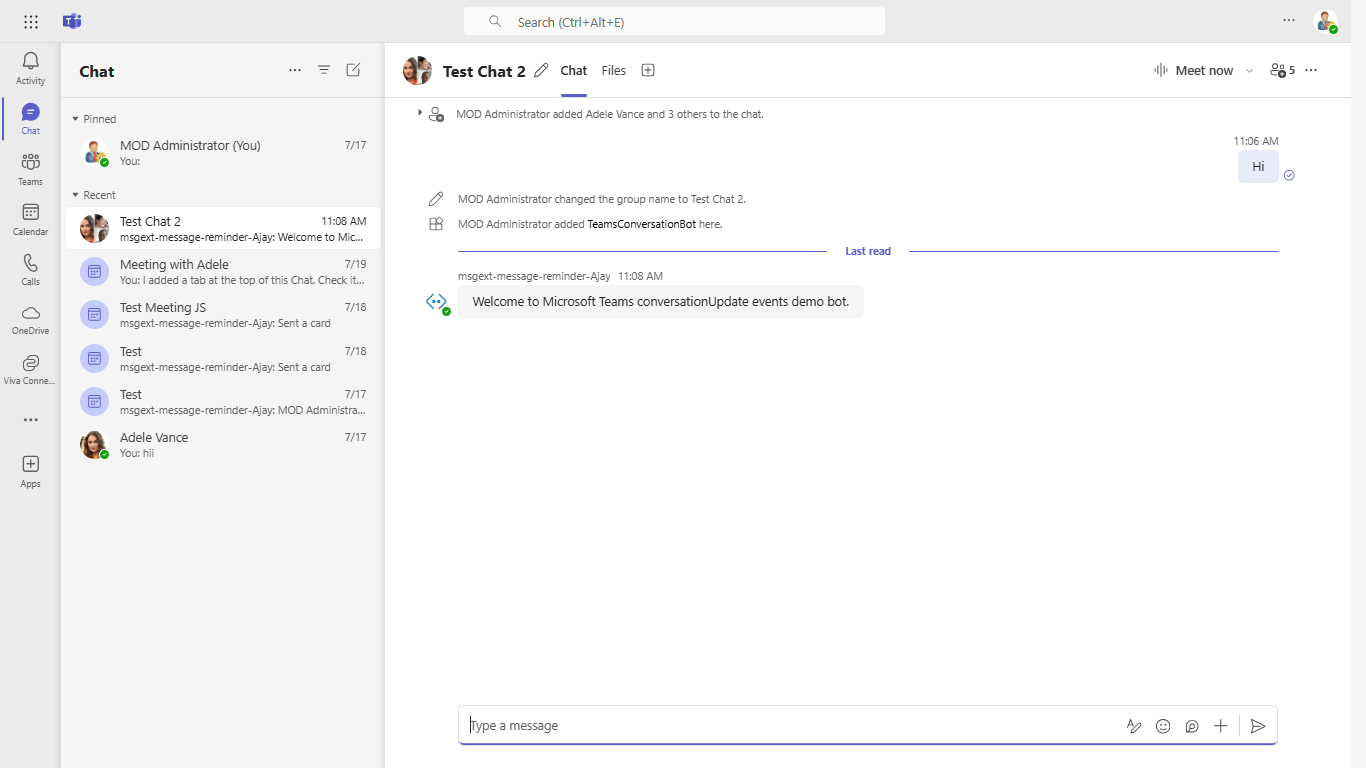 Search (Ctrl+Alt+E)
Activity
Chat
Teams
Calendar
Calls
OneDrive
Viva Conne...
Apps
Chat
Pinned
MOD Administrator (You) 7/17
You:
Recent
Test Chat 2 11:08 AM
msgext-message-reminder-Ajay: Welcome to Mic...
Meeting with Adele 7/19
You: I added a tab at the top of this Chat. Check it...
Test Meeting JS 7/18
msgext-message-reminder-Ajay: Sent a card
Test 7/18
msgext-message-reminder-Ajay: Sent a card
Test 7/17
msgext-message-reminder-Ajay: MOD Administra...
Adele Vance 7/17
You: hii
Test Chat 2 Chat Files Meet now 5
MOD Administrator added Adele Vance and 3 others to the chat.
11:06 AM
Hi
MOD Administrator changed the group name to Test Chat 2.
MOD Administrator added TeamsConversationBot here.
Last read
msgext-message-reminder-Ajay 11:08 AM
Welcome to Microsoft Teams conversationUpdate events demo bot.
Type a message